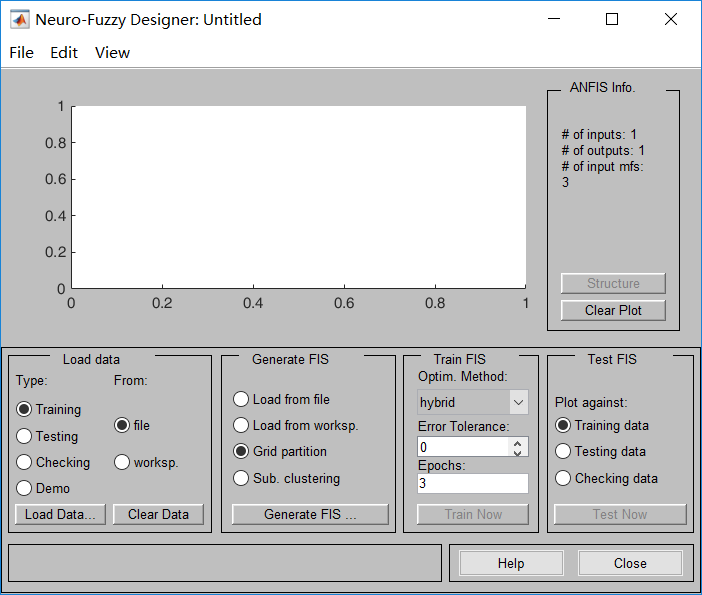 Neuro-Fuzzy Designer: Untitled
File Edit View
1
0.8
0.6
0.4
0.2
0
0 0.2 0.4 0.6 0.8 1
ANFIS Info.
# of inputs: 1
# of outputs: 1
# of input mfs:
3
Structure
Clear Plot
Load data
Type: From:
Training
file
Testing
Checking
worksp.
Demo
Load Data... Clear Data
Generate FIS
Load from file
Load from worksp.
Grid partition
Sub. clustering
Generate FIS ...
Train FIS
Optim. Method:
hybrid
Error Tolerance:
0
Epochs:
3
Train Now
Test FIS
Plot against:
Training data
Testing data
Checking data
Test Now
Help Close